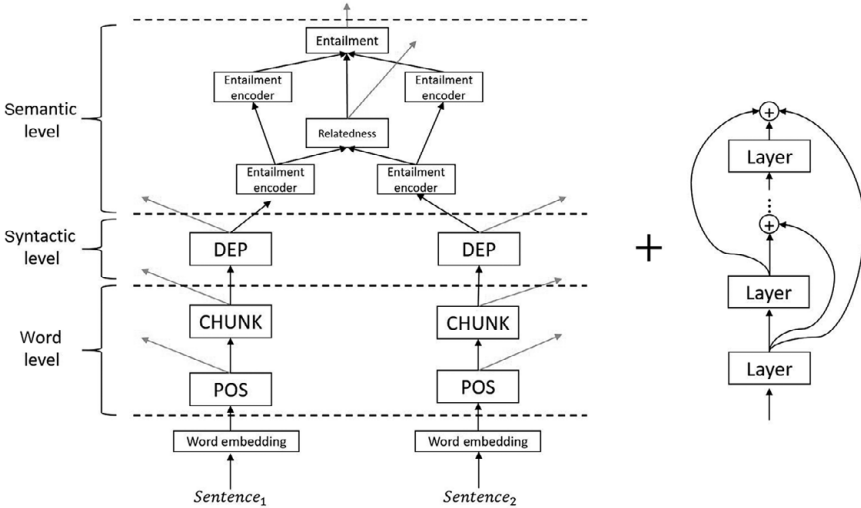 Entailment
Entailment
encoder
Entailment
encoder
Semantic
level
Relatedness
Entailment
encoder
Entailment
encoder
Syntactic
level
DEP
DEP
Word
level
CHUNK
CHUNK
POS
POS
Word embedding
Word embedding
Sentence₁
Sentence₂
+
+
Layer
...
+
Layer
Layer